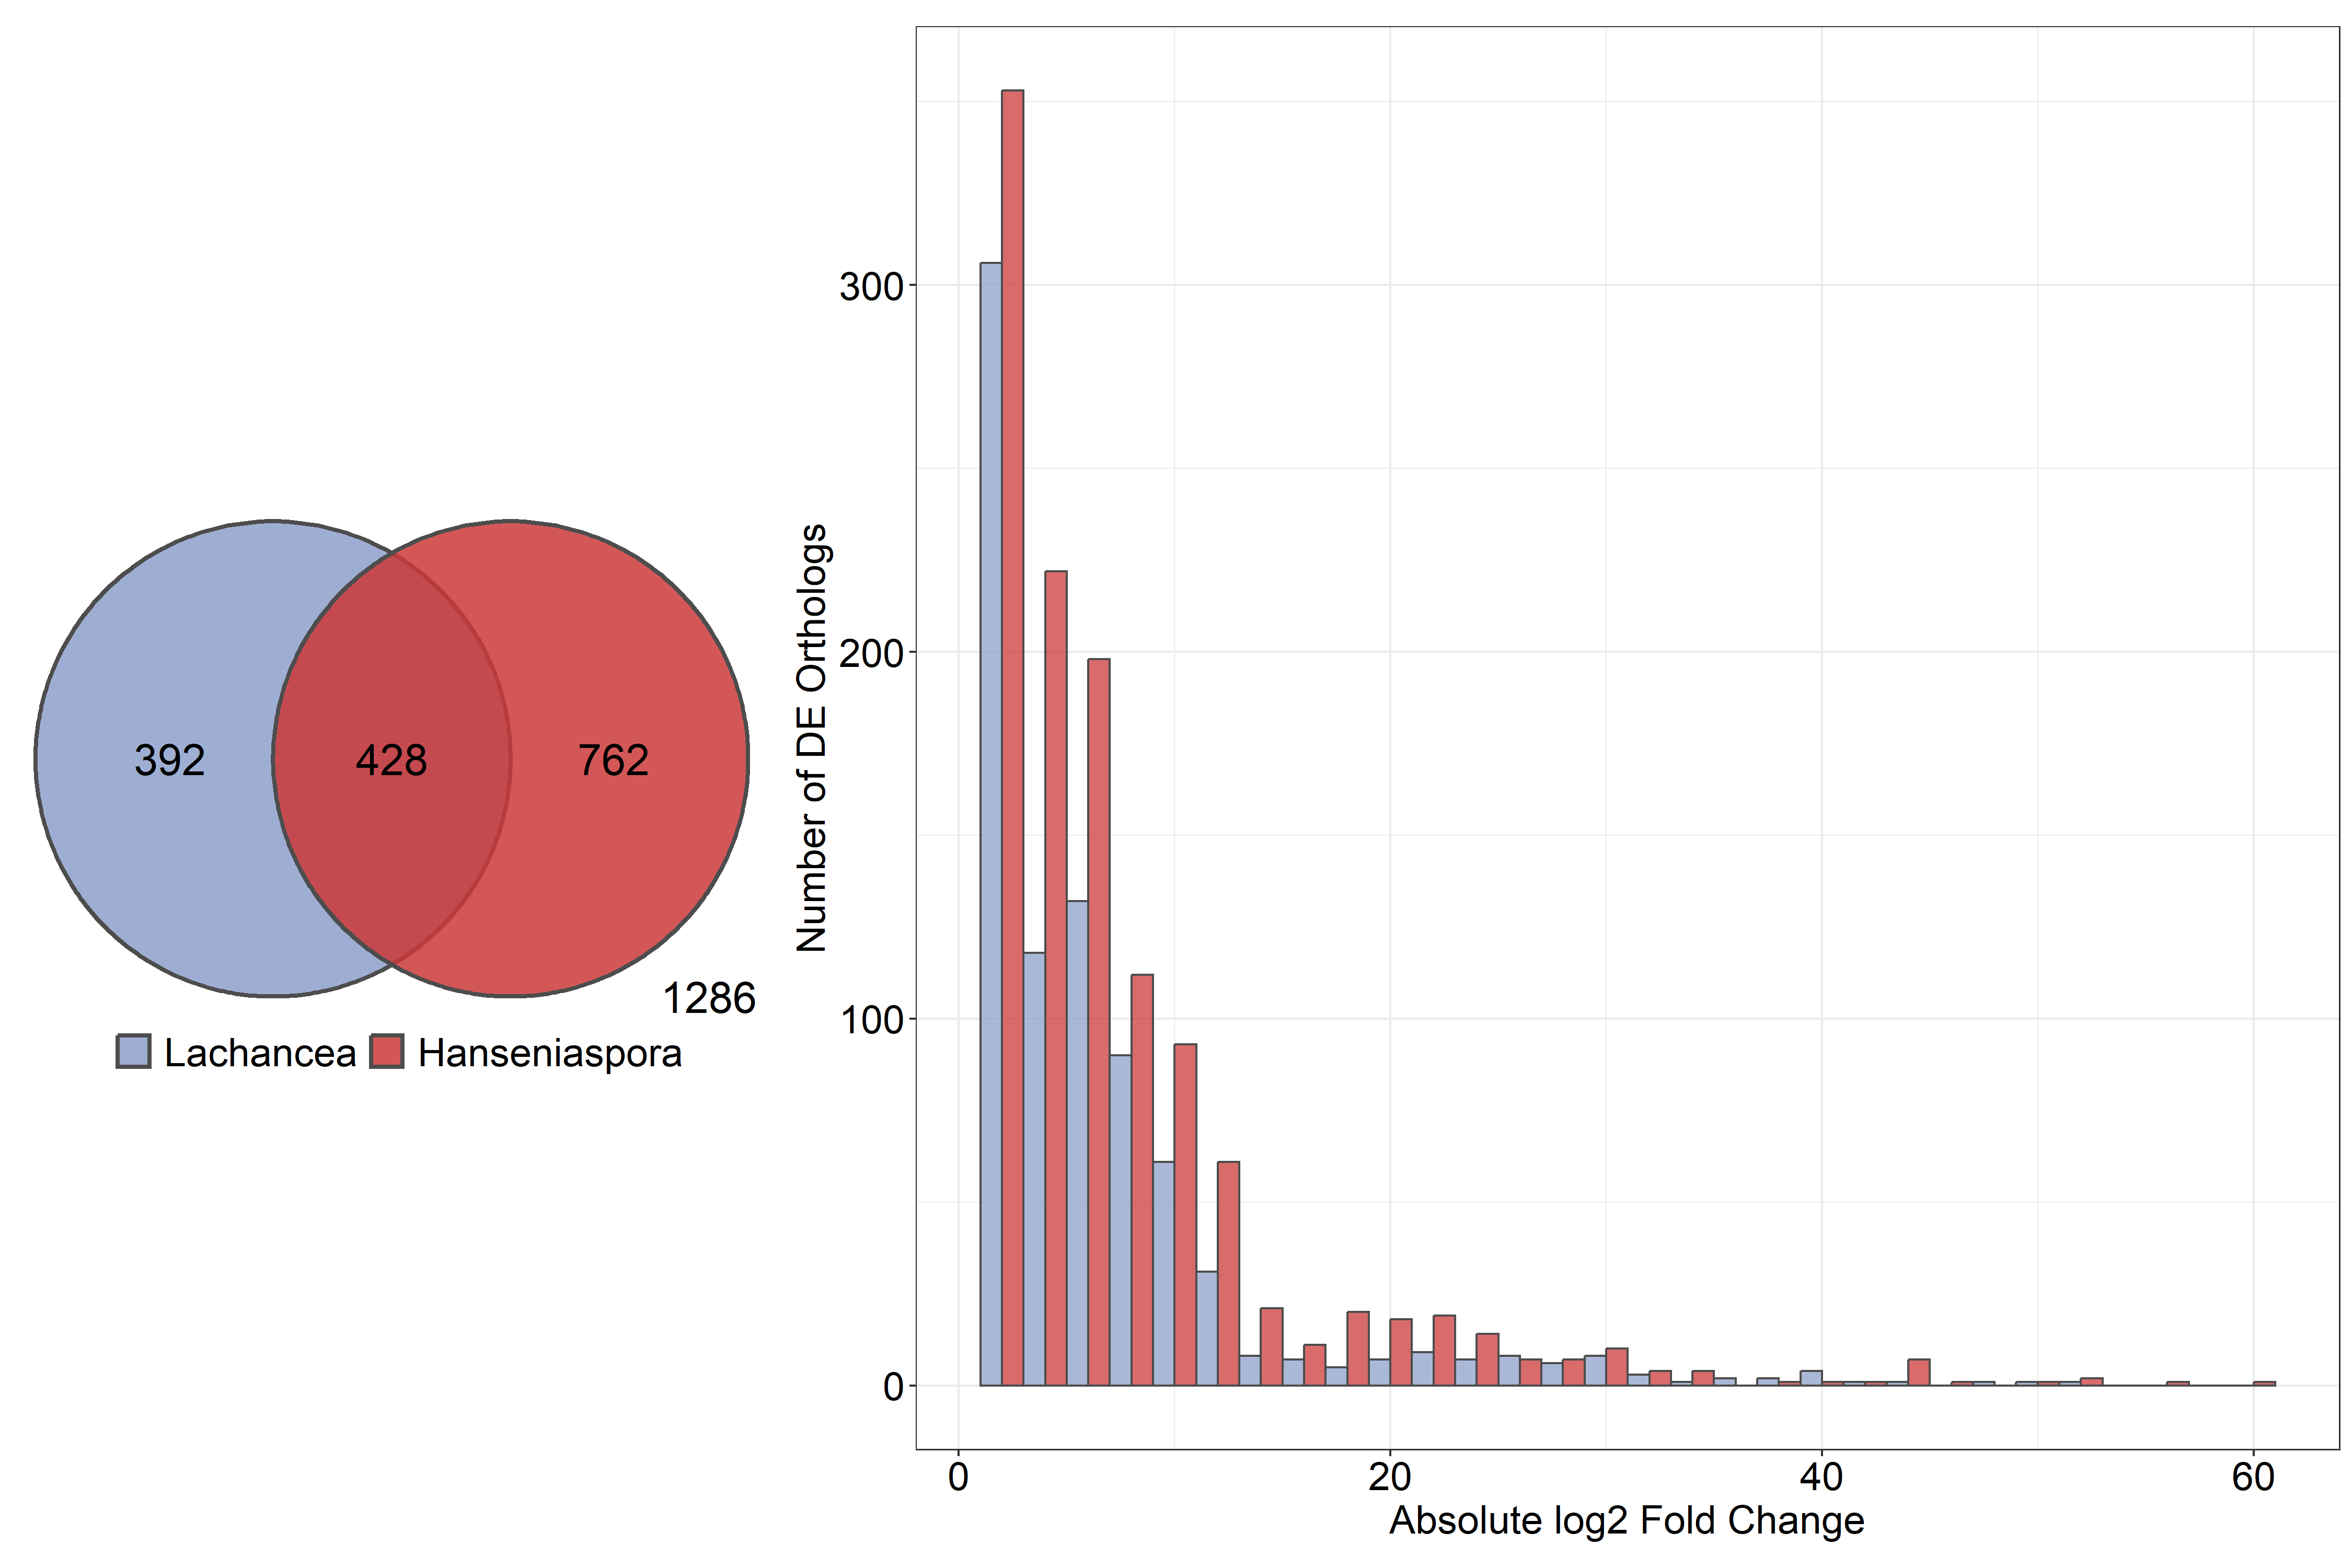 392 428 762
1286
Lachancea Hanseniaspora
Number of DE Orthologs
300
200
100
0
0 20 40 60
Absolute log2 Fold Change